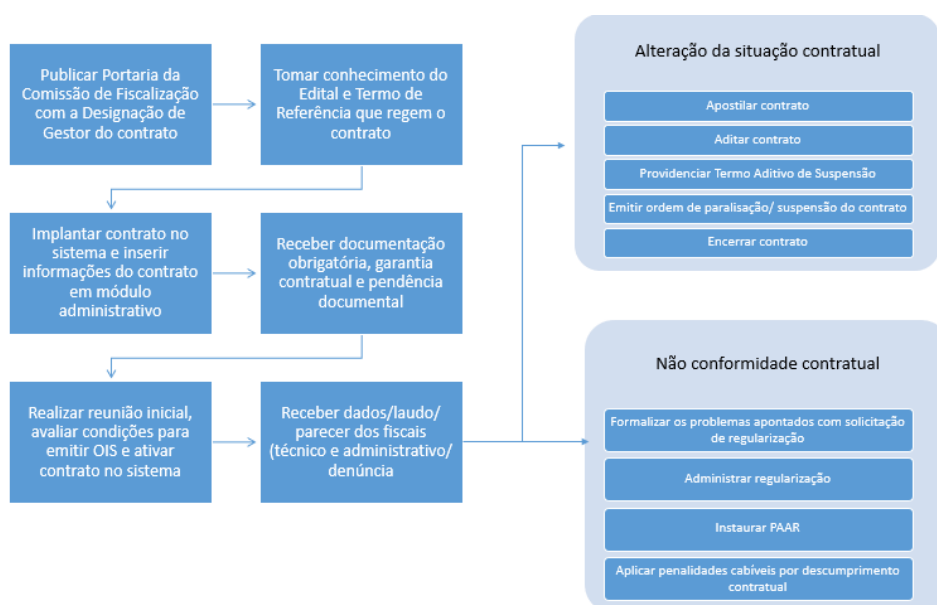 Publicar Portaria da
Comissão de Fiscalização
com a Designação de
Gestor do contrato
Tomar conhecimento do
Edital e Termo de
Referência que regem o
contrato
Implantar contrato no
sistema e inserir
informações do contrato
em módulo
administrativo
Receber documentação
obrigatória, garantia
contratual e pendência
documental
Realizar reunião inicial,
avaliar condições para
emitir OIS e ativar
contrato no sistema
Receber dados/laudo/
parecer dos fiscais
(técnico e administrativo/
denúncia
Alteração da situação contratual
Apostilar contrato
Aditar contrato
Providenciar Termo Aditivo de Suspensão
Emitir ordem de paralisação/ suspensão do contrato
Encerrar contrato
Não conformidade contratual
Formalizar os problemas apontados com solicitação
de regularização
Administrar regularização
Instaurar PAAR
Aplicar penalidades cabíveis por descumprimento
contratual